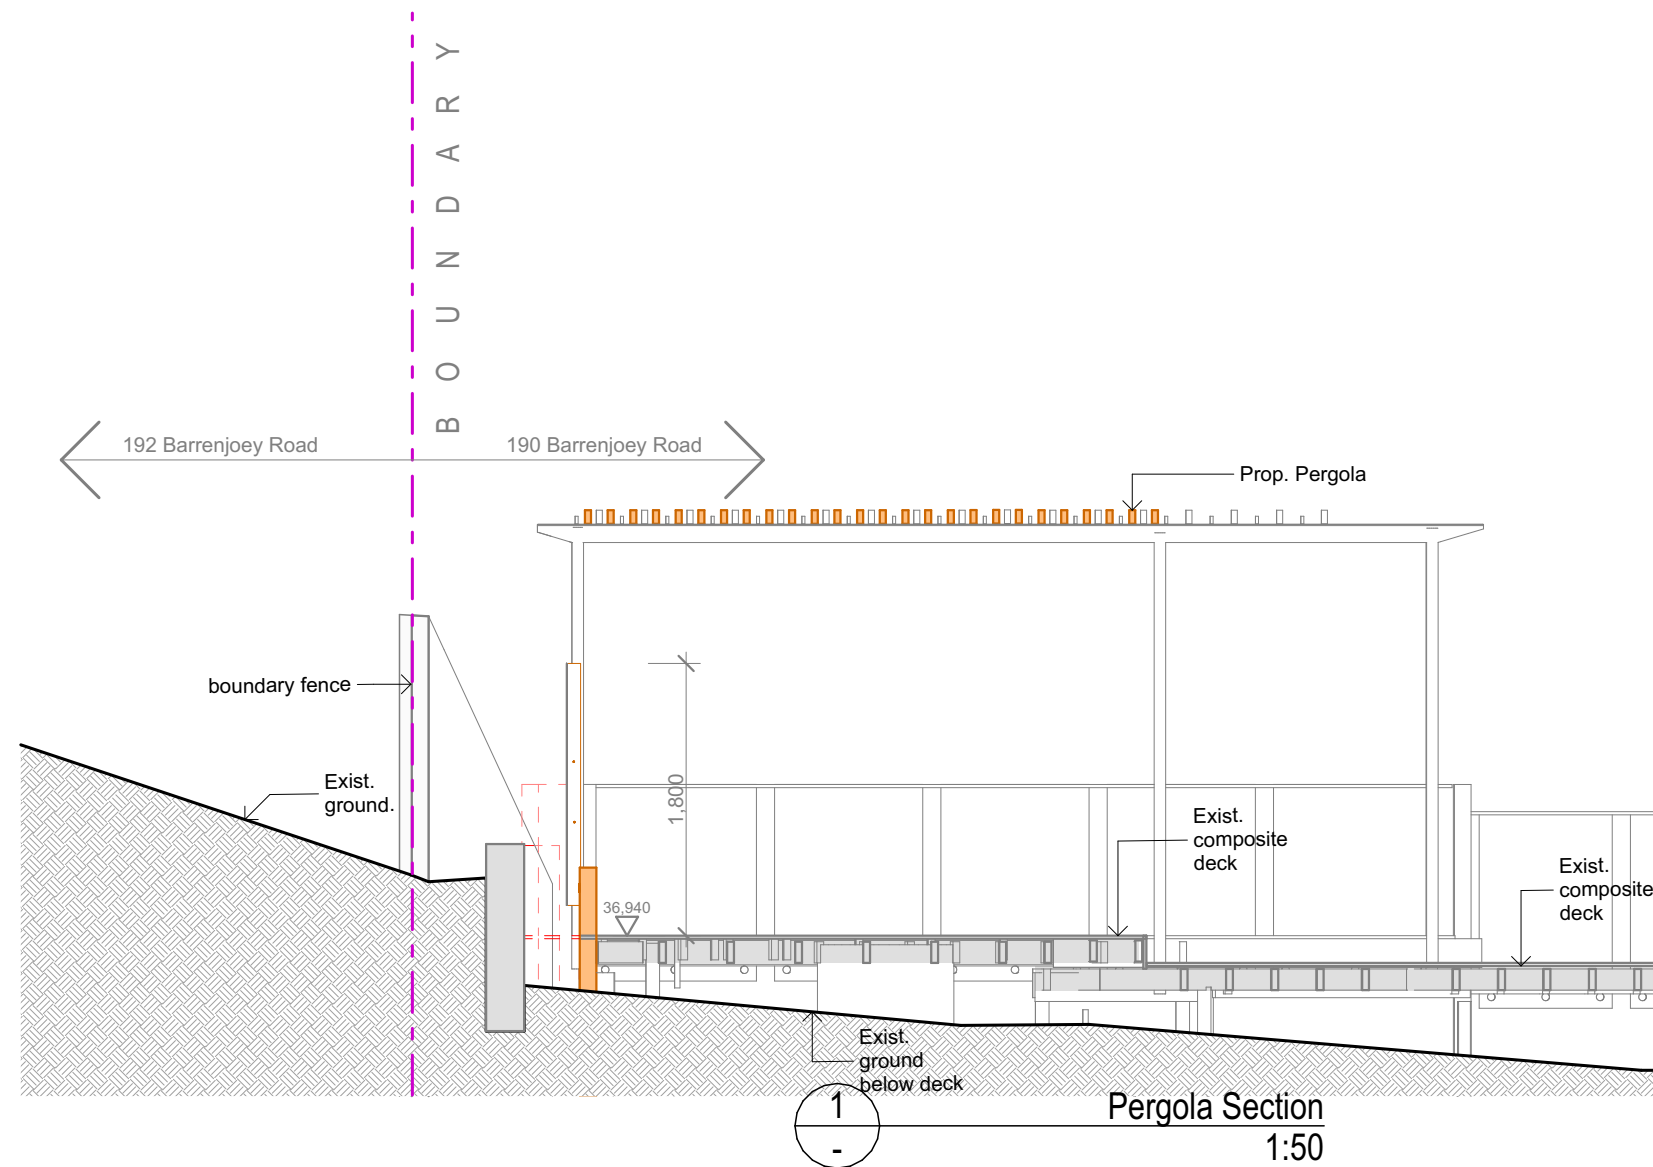 BOUNDARY
192 Barrenjoey Road
190 Barrenjoey Road
Prop. Pergola
boundary fence
Exist.
ground.
1,800
36,940
Exist.
composite
deck
Exist.
composite
deck
Exist.
ground
below deck
1
-
Pergola Section
1:50